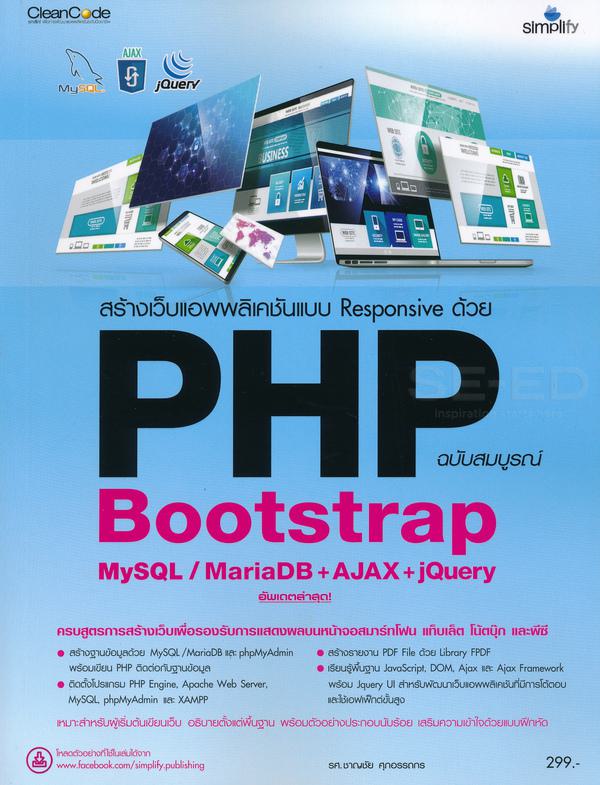 CleanCode
simplify
MySQL
AJAX
jQuery
สร้างเว็บแอพพลิเคชันแบบ Responsive ด้วย
PHP
SE-ED
Inspiration starts here
ฉบับสมบูรณ์
Bootstrap
MySQL / MariaDB + AJAX + jQuery
อัพเดตล่าสุด!
ครบสูตรการสร้างเว็บเพื่อรองรับการแสดงผลบนหน้าจอสมาร์ทโฟน แท็บเล็ต โน้ตบุ๊ก และพีซี
สร้างฐานข้อมูลด้วย MySQL/MariaDB และ phpMyAdmin
พร้อมเขียน PHP ติดต่อกับฐานข้อมูล
ติดตั้งโปรแกรม PHP Engine, Apache Web Server,
MySQL, phpMyAdmin และ XAMPP
สร้างรายงาน PDF File ด้วย Library FPDF
เรียนรู้พื้นฐาน JavaScript, DOM, Ajax และ Ajax Framework
พร้อม Jquery UI สำหรับพัฒนาเว็บแอพพลิเคชันที่มีการโต้ตอบ
และใช้เอฟเฟ็กต์ขั้นสูง
เหมาะสำหรับผู้เริ่มต้นเขียนเว็บ อธิบายตั้งแต่พื้นฐาน พร้อมตัวอย่างประกอบนับร้อย เสริมความเข้าใจด้วยแบบฝึกหัด
โหลดตัวอย่างที่ใช้ในเล่มได้จาก
www.facebook.com/simplify.publishing
รศ.ชาญชัย ศุภอรรถกร
299.-